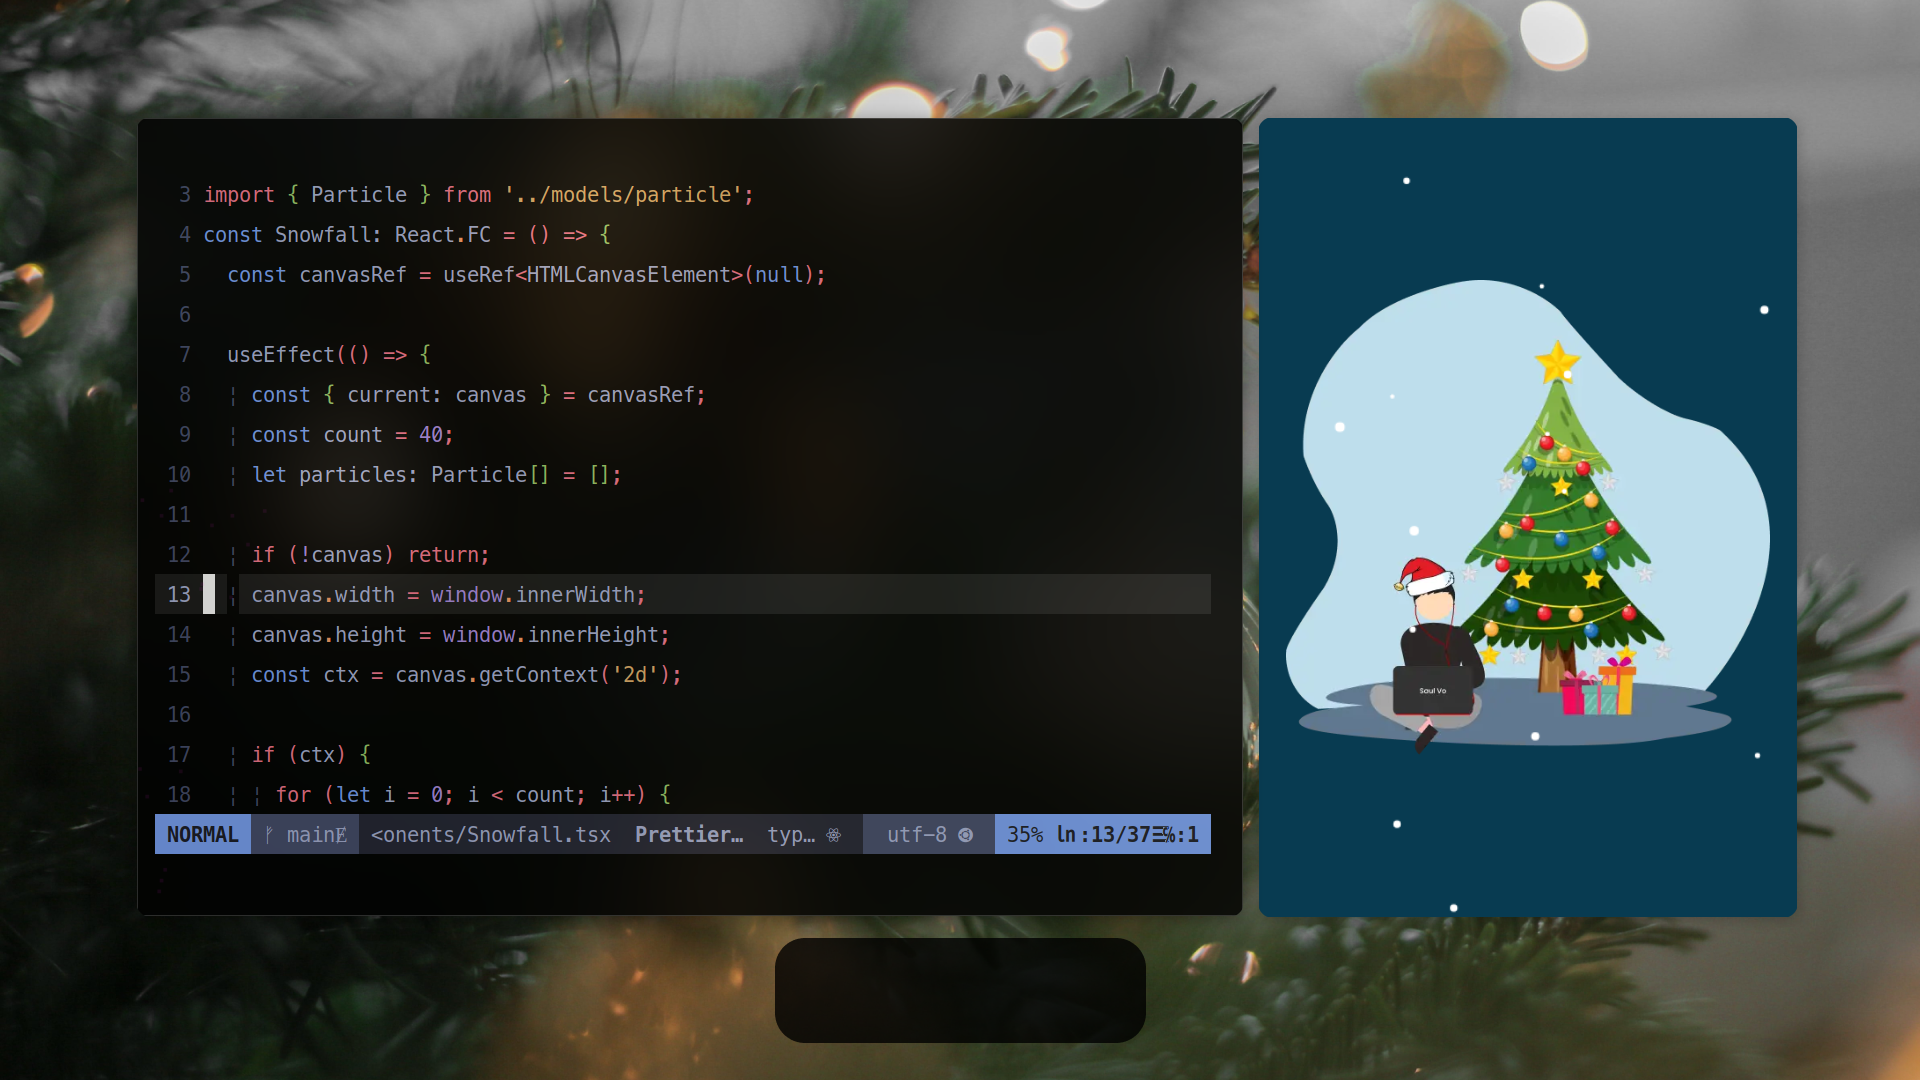 3 import { Particle } from '../models/particle';
4 const Snowfall: React.FC = () => {
5 const canvasRef = useRef<HTMLCanvasElement>(null);
6
7 useEffect(() => {
8 ¦ const { current: canvas } = canvasRef;
9 ¦ const count = 40;
10 ¦ let particles: Particle[] = [];
11
12 ¦ if (!canvas) return;
13 ¦ canvas.width = window.innerWidth;
14 ¦ canvas.height = window.innerHeight;
15 ¦ const ctx = canvas.getContext('2d');
16
17 ¦ if (ctx) {
18 ¦ ¦ for (let i = 0; i < count; i++) {
NORMAL main <onents/Snowfall.tsx Prettier… typ… utf-8 35% ln:13/37☰℅:1
Saul Vo